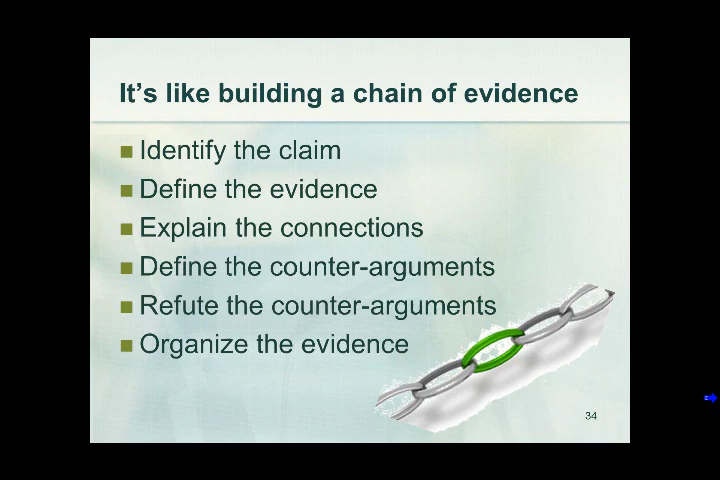 It’s like building a chain of evidence
Identify the claim
Define the evidence
Explain the connections
Define the counter-arguments
Refute the counter-arguments
Organize the evidence
34